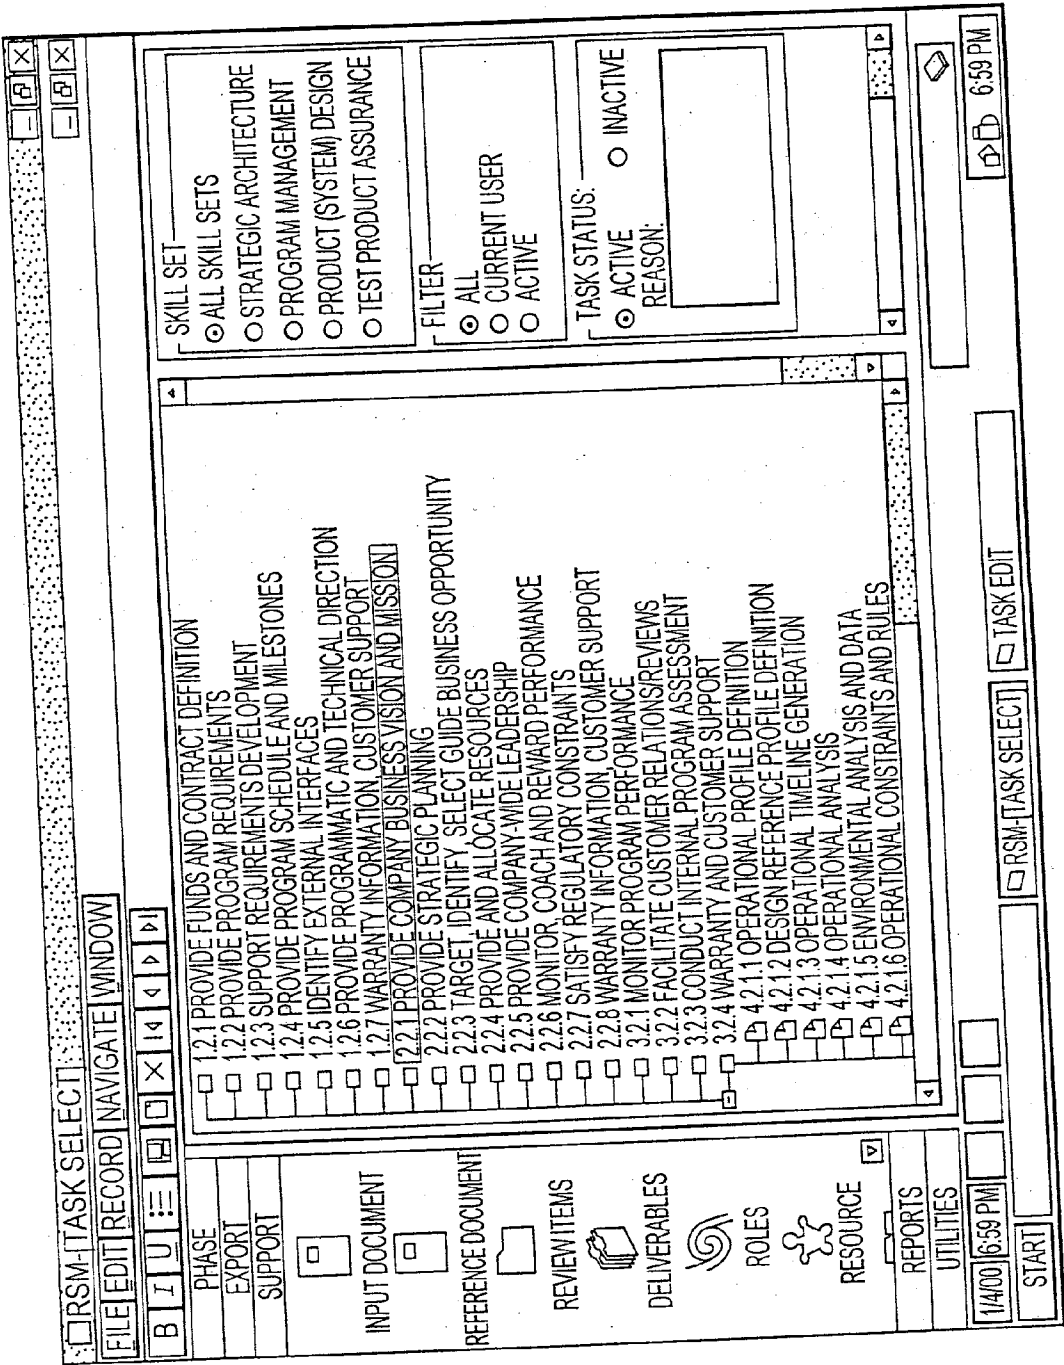 RSM-[TASK SELECT]
FILE EDIT RECORD NAVIGATE WINDOW
B I U
PHASE
EXPORT
SUPPORT
INPUT DOCUMENT
REFERENCE DOCUMENT
REVIEW ITEMS
DELIVERABLES
ROLES
RESOURCE
REPORTS
UTILITIES
1.2.1 PROVIDE FUNDS AND CONTRACT DEFINITION
1.2.2 PROVIDE PROGRAM REQUIREMENTS
1.2.3 SUPPORT REQUIREMENTS DEVELOPMENT
1.2.4 PROVIDE PROGRAM SCHEDULE AND MILESTONES
1.2.5 IDENTIFY EXTERNAL INTERFACES
1.2.6 PROVIDE PROGRAMMATIC AND TECHNICAL DIRECTION
1.2.7 WARRANTY INFORMATION, CUSTOMER SUPPORT
2.2.1 PROVIDE COMPANY BUSINESS VISION AND MISSION
2.2.2 PROVIDE STRATEGIC PLANNING
2.2.3 TARGET, IDENTIFY, SELECT GUIDE BUSINESS OPPORTUNITY
2.2.4 PROVIDE AND ALLOCATE RESOURCES
2.2.5 PROVIDE COMPANY-WIDE LEADERSHIP
2.2.6 MONITOR, COACH AND REWARD PERFORMANCE
2.2.7 SATISFY REGULATORY CONSTRAINTS
2.2.8 WARRANTY INFORMATION, CUSTOMER SUPPORT
3.2.1 MONITOR PROGRAM PERFORMANCE
3.2.2 FACILITATE CUSTOMER RELATIONS/REVIEWS
3.2.3 CONDUCT INTERNAL PROGRAM ASSESSMENT
3.2.4 WARRANTY AND CUSTOMER SUPPORT
4.2.1.1 OPERATIONAL PROFILE DEFINITION
4.2.1.2 DESIGN REFERENCE PROFILE DEFINITION
4.2.1.3 OPERATIONAL TIMELINE GENERATION
4.2.1.4 OPERATIONAL ANALYSIS
4.2.1.5 ENVIRONMENTAL ANALYSIS AND DATA
4.2.1.6 OPERATIONAL CONSTRAINTS AND RULES
SKILL SET
ALL SKILL SETS
STRATEGIC ARCHITECTURE
PROGRAM MANAGEMENT
PRODUCT (SYSTEM) DESIGN
TEST PRODUCT ASSURANCE
FILTER
ALL
CURRENT USER
ACTIVE
TASK STATUS:
ACTIVE INACTIVE
REASON:
1/4/00 6:59 PM
START RSM-[TASK SELECT] TASK EDIT 6:59 PM